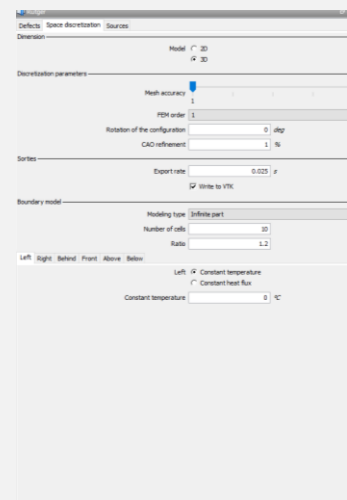 Defects Space discretization Sources
Dimension
Model 2D
3D
Discretization parameters
Mesh accuracy
1
FEM order 1
Rotation of the configuration 0 deg
CAO refinement 1 %
Sorties
Export rate 0.025 s
Write to VTK
Boundary model
Modeling type Infinite part
Number of cells 10
Ratio 1.2
Left Right Behind Front Above Below
Left Constant temperature
Constant heat flux
Constant temperature 0 °C